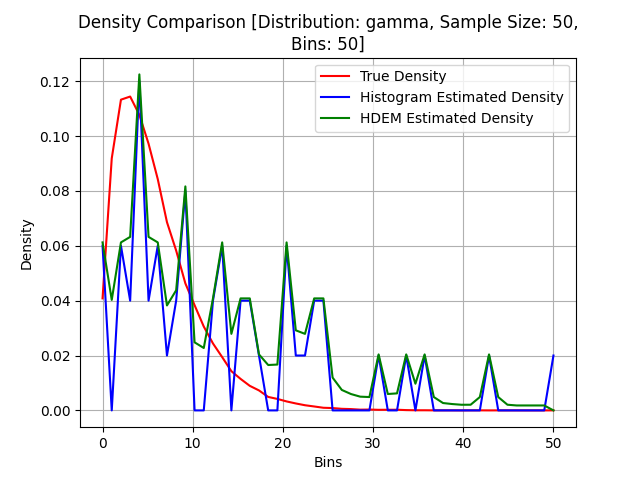 Density Comparison [Distribution: gamma, Sample Size: 50,
Bins: 50]
True Density
Histogram Estimated Density
HDEM Estimated Density
Density
0.12
0.10
0.08
0.06
0.04
0.02
0.00
0 10 20 30 40 50
Bins